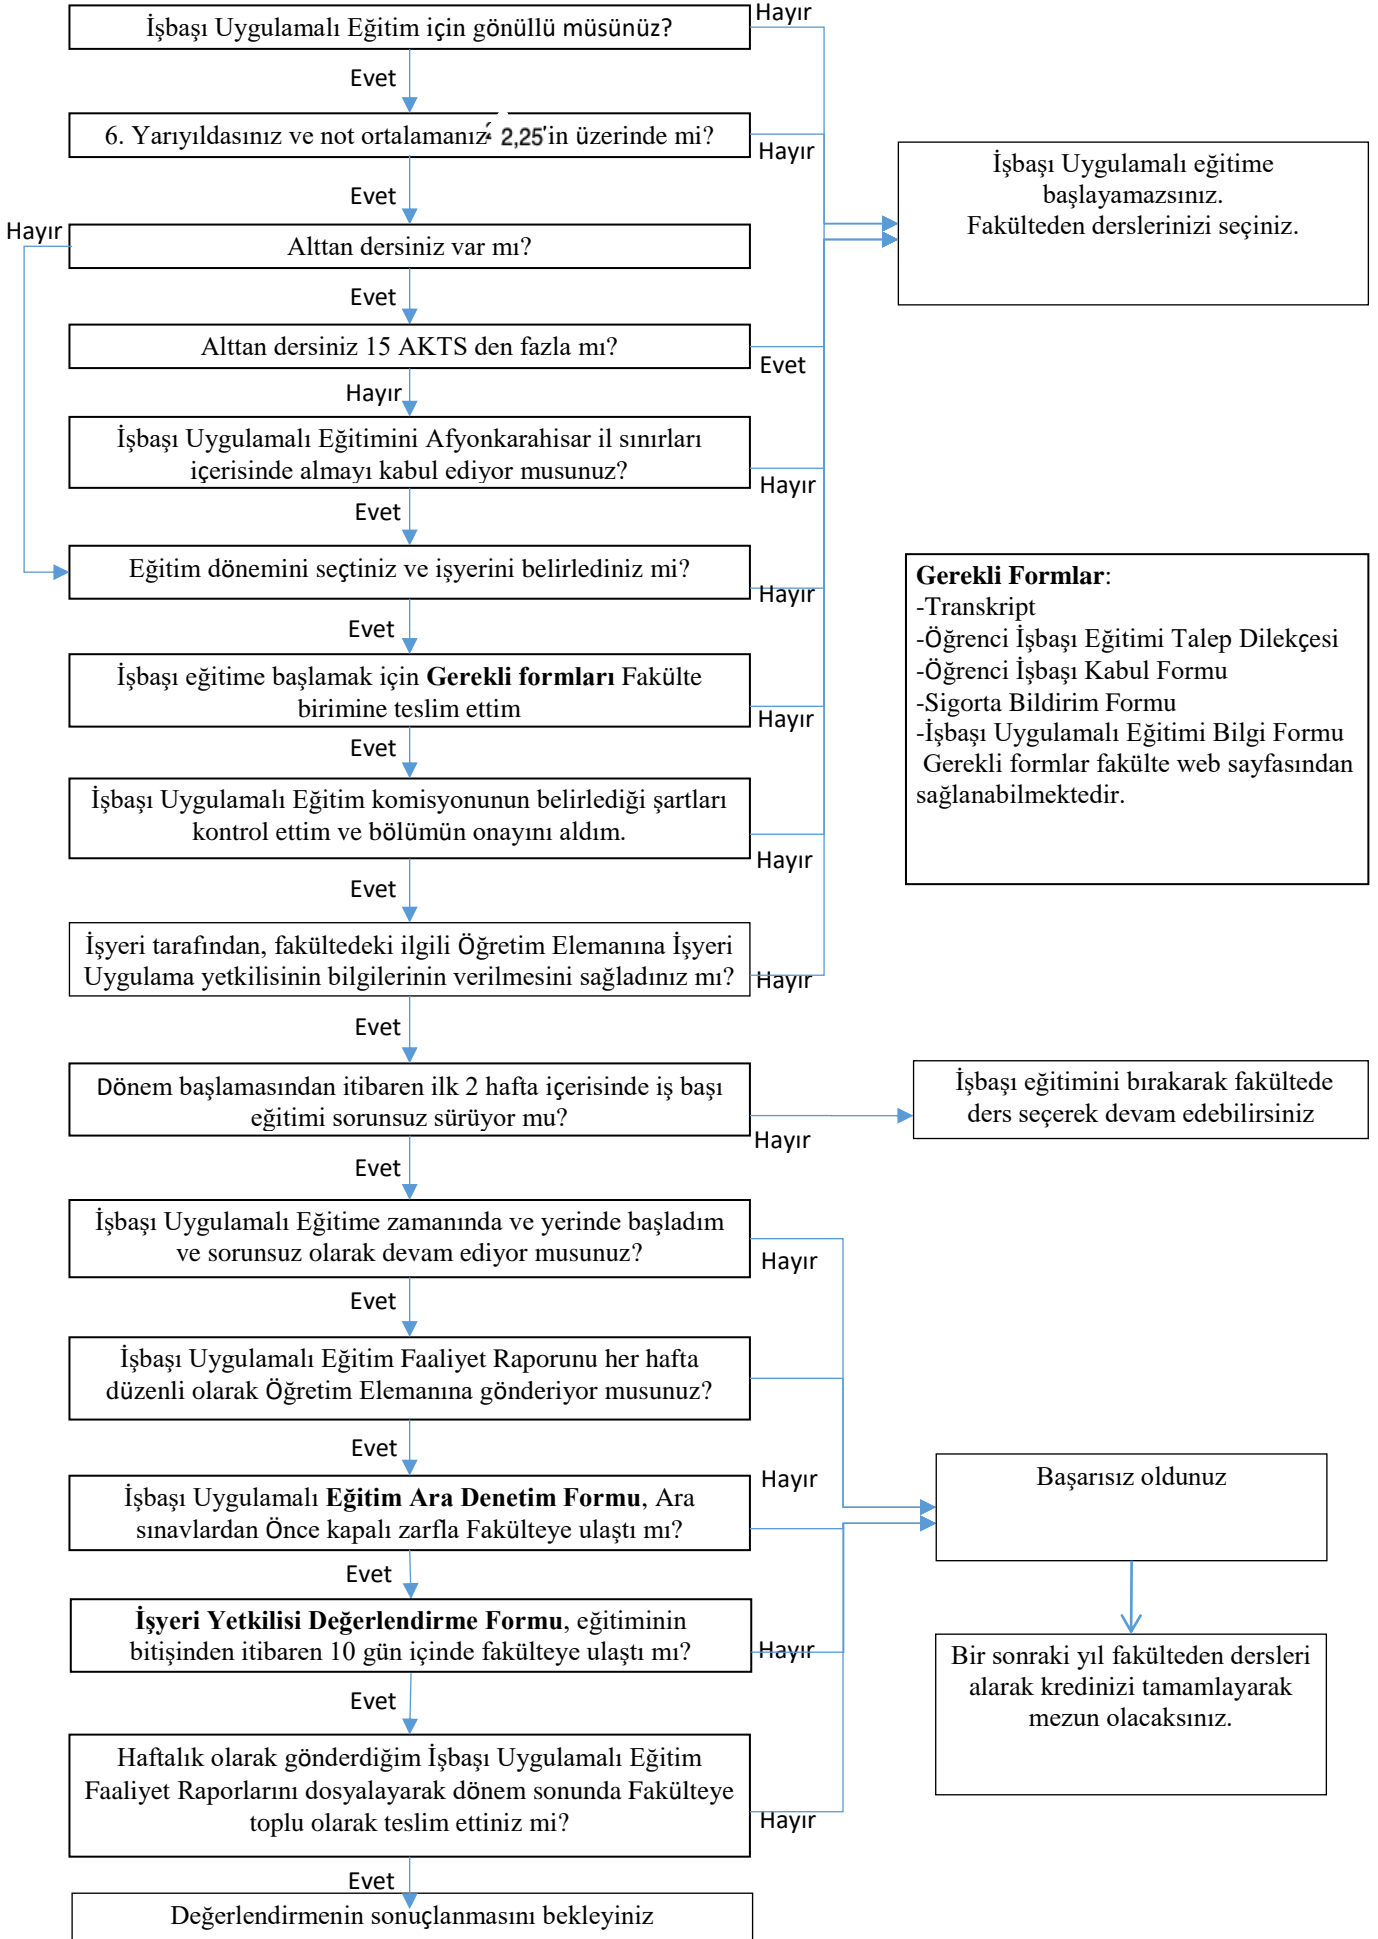 Hayır
İşbaşı Uygulamalı Eğitim için gönüllü müsünüz?
Evet
6. Yarıyıldasınız ve not ortalamanız 2,25'in üzerinde mi?
Hayır
İşbaşı Uygulamalı eğitime
başlayamazsınız.
Fakülteden derslerinizi seçiniz.
Evet
Hayır
Alttan dersiniz var mı?
Evet
Alttan dersiniz 15 AKTS den fazla mı?
Evet
Hayır
İşbaşı Uygulamalı Eğitimini Afyonkarahisar il sınırları
içerisinde almayı kabul ediyor musunuz?
Hayır
Evet
Eğitim dönemini seçtiniz ve işyerini belirlediniz mi?
Hayır
Gerekli Formlar:
-Transkript
-Öğrenci İşbaşı Eğitimi Talep Dilekçesi
-Öğrenci İşbaşı Kabul Formu
-Sigorta Bildirim Formu
-İşbaşı Uygulamalı Eğitimi Bilgi Formu
Gerekli formlar fakülte web sayfasından
sağlanabilmektedir.
Evet
İşbaşı eğitime başlamak için Gerekli formları Fakülte
birimine teslim ettim
Hayır
Evet
İşbaşı Uygulamalı Eğitim komisyonunun belirlediği şartları
kontrol ettim ve bölümün onayını aldım.
Hayır
Evet
İşyeri tarafından, fakültedeki ilgili Öğretim Elemanına İşyeri
Uygulama yetkilisinin bilgilerinin verilmesini sağladınız mı?
Hayır
Evet
Dönem başlamasından itibaren ilk 2 hafta içerisinde iş başı
eğitimi sorunsuz sürüyor mu?
Hayır
İşbaşı eğitimini bırakarak fakültede
ders seçerek devam edebilirsiniz
Evet
İşbaşı Uygulamalı Eğitime zamanında ve yerinde başladım
ve sorunsuz olarak devam ediyor musunuz?
Hayır
Evet
İşbaşı Uygulamalı Eğitim Faaliyet Raporunu her hafta
düzenli olarak Öğretim Elemanına gönderiyor musunuz?
Evet
Hayır
İşbaşı Uygulamalı Eğitim Ara Denetim Formu, Ara
sınavlardan Önce kapalı zarfla Fakülteye ulaştı mı?
Başarısız oldunuz
Evet
İşyeri Yetkilisi Değerlendirme Formu, eğitiminin
bitişinden itibaren 10 gün içinde fakülteye ulaştı mı?
Hayır
Bir sonraki yıl fakülteden dersleri
alarak kredinizi tamamlayarak
mezun olacaksınız.
Evet
Haftalık olarak gönderdiğim İşbaşı Uygulamalı Eğitim
Faaliyet Raporlarını dosyalayarak dönem sonunda Fakülteye
toplu olarak teslim ettiniz mi?
Hayır
Evet
Değerlendirmenin sonuçlanmasını bekleyiniz